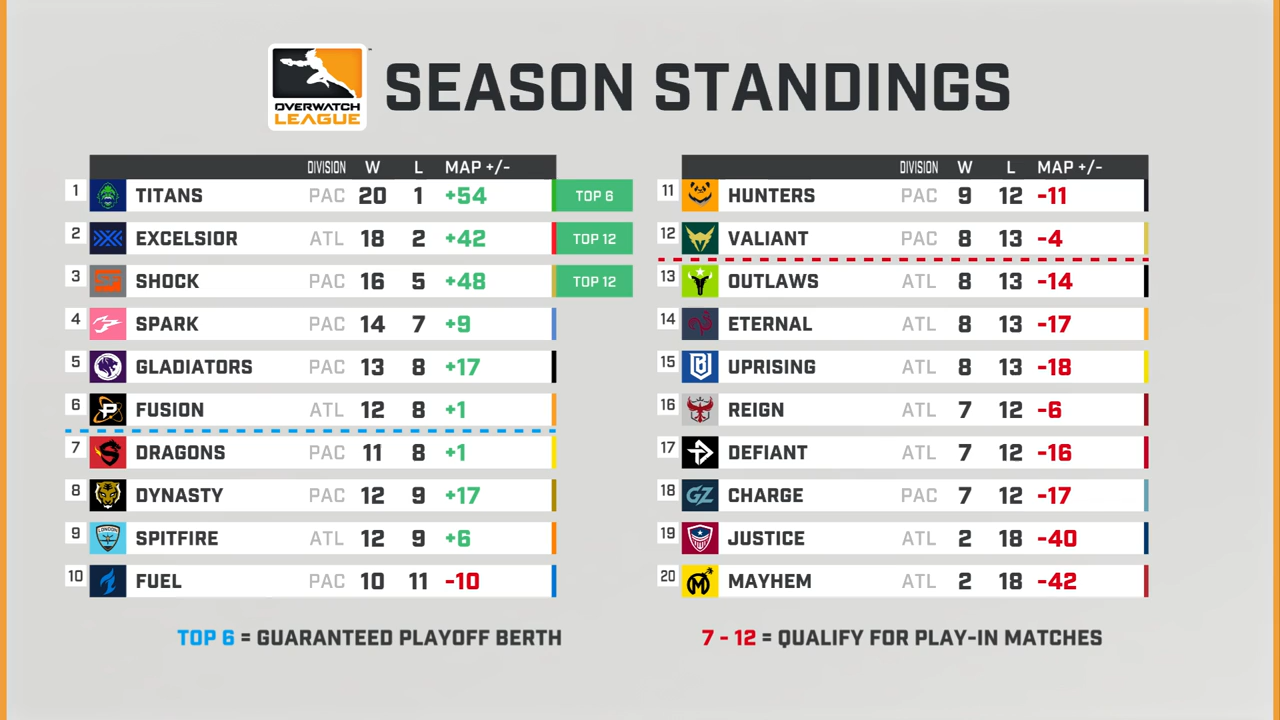 OVERWATCH
LEAGUE
™
SEASON STANDINGS
DIVISION W L MAP +/-
1 TITANS PAC 20 1 +54 TOP 6
2 EXCELSIOR ATL 18 2 +42 TOP 12
3 SHOCK PAC 16 5 +48 TOP 12
4 SPARK PAC 14 7 +9
5 GLADIATORS PAC 13 8 +17
6 FUSION ATL 12 8 +1
7 DRAGONS PAC 11 8 +1
8 DYNASTY PAC 12 9 +17
9 LONDON SPITFIRE ATL 12 9 +6
10 FUEL PAC 10 11 -10
DIVISION W L MAP +/-
11 HUNTERS PAC 9 12 -11
12 VALIANT PAC 8 13 -4
13 OUTLAWS ATL 8 13 -14
14 ETERNAL ATL 8 13 -17
15 UPRISING ATL 8 13 -18
16 REIGN ATL 7 12 -6
17 DEFIANT ATL 7 12 -16
18 GZ CHARGE PAC 7 12 -17
19 JUSTICE ATL 2 18 -40
20 M MAYHEM ATL 2 18 -42
TOP 6 = GUARANTEED PLAYOFF BERTH
7 - 12 = QUALIFY FOR PLAY-IN MATCHES